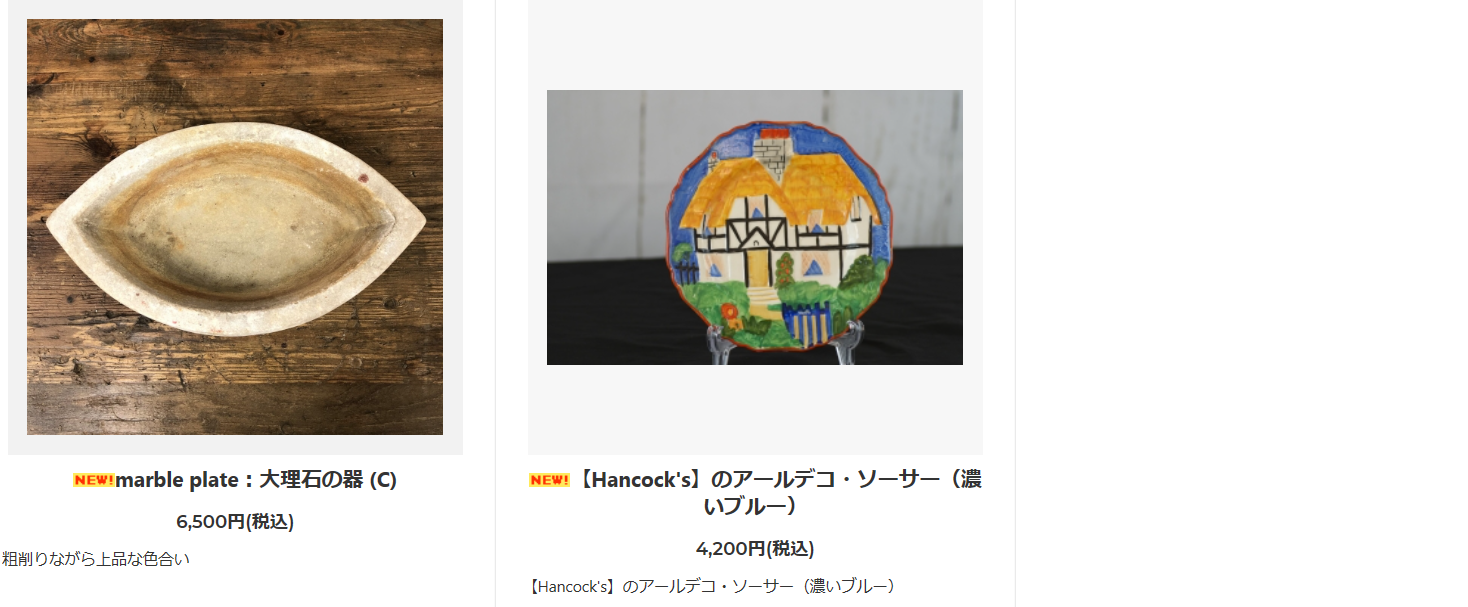 NEW!marble plate：大理石の器 (C)
6,500円(税込)
粗削りながら上品な色合い
NEW!【Hancock's】のアールデコ・ソーサー（濃
いブルー）
4,200円(税込)
【Hancock's】のアールデコ・ソーサー（濃いブルー）